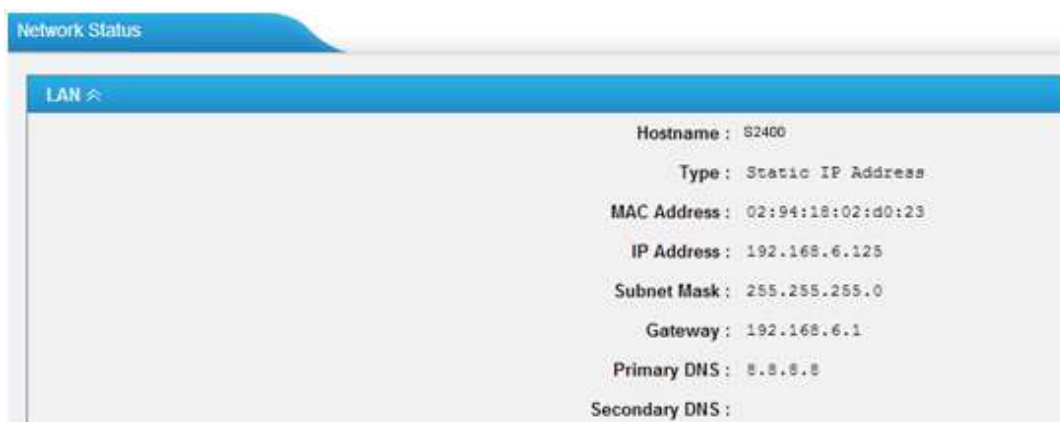 Network Status
LAN
Hostname : S2400
Type : Static IP Address
MAC Address : 02:94:18:02:d0:23
IP Address : 192.168.6.125
Subnet Mask : 255.255.255.0
Gateway : 192.168.6.1
Primary DNS : 8.8.8.8
Secondary DNS :